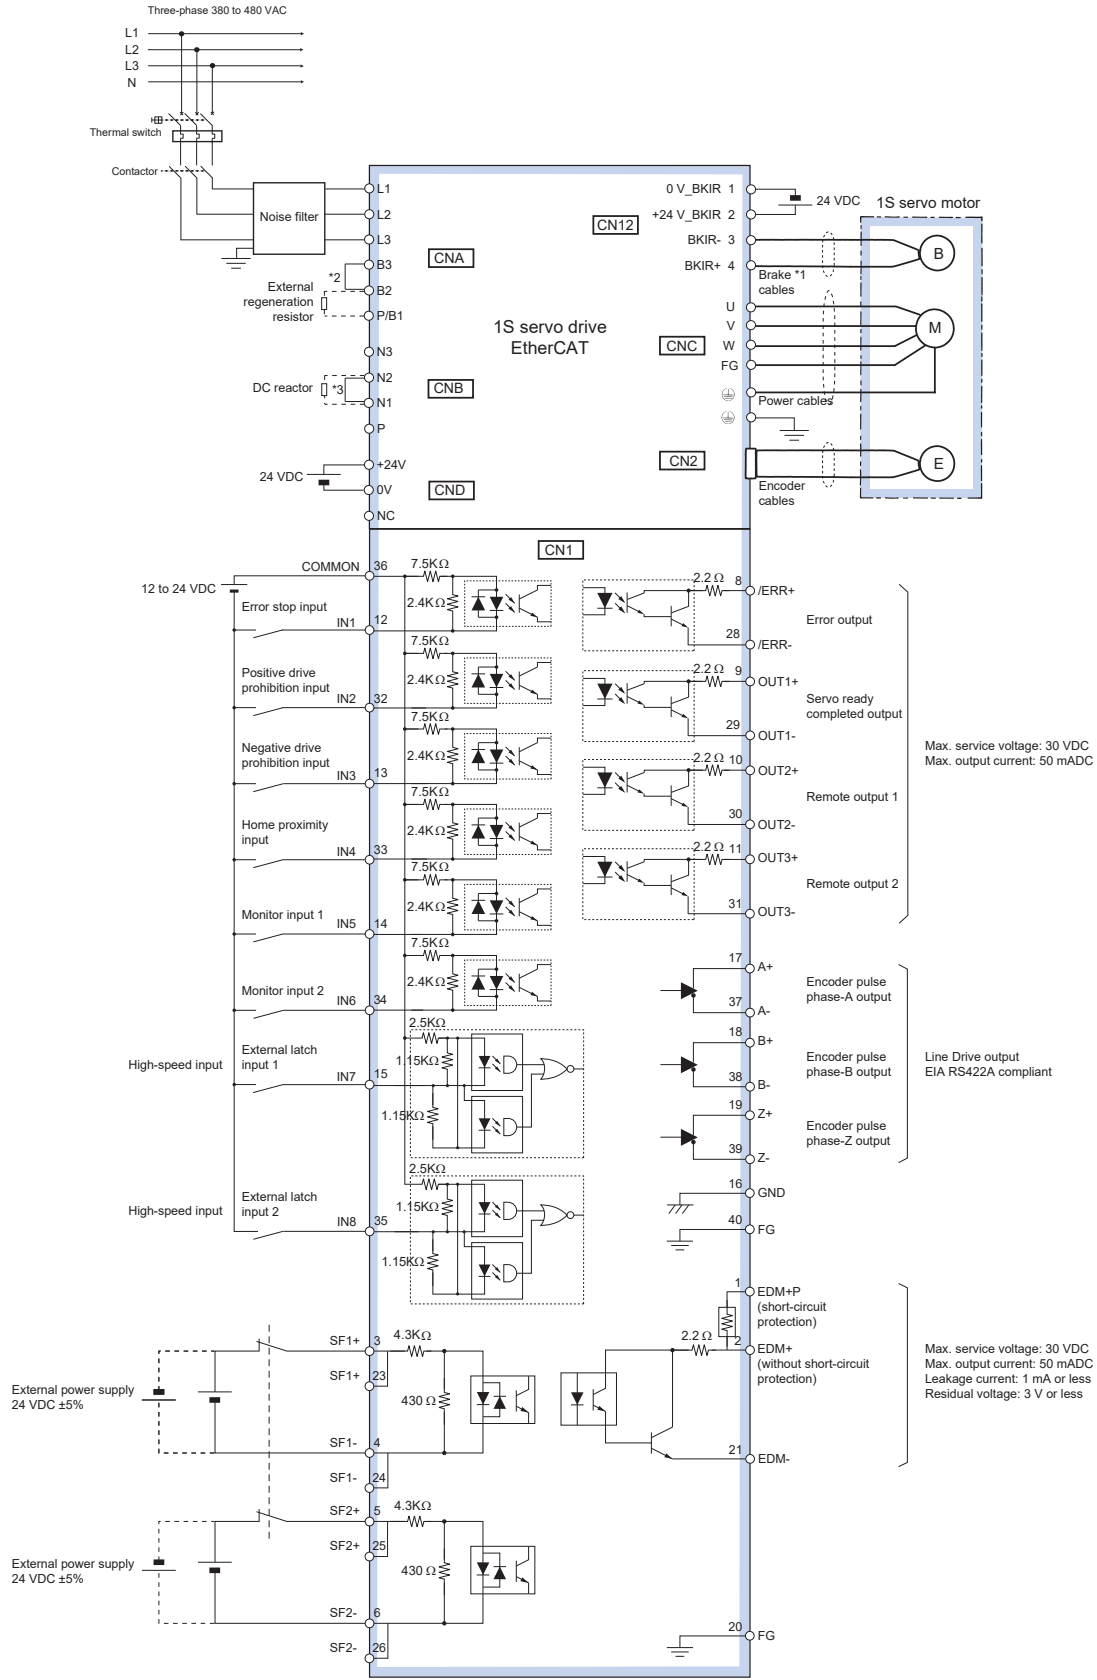 Three-phase 380 to 480 VAC
L1
L2
L3
N
Thermal switch
Contactor
Noise filter
L1
L2
L3
B3
*2
B2
External
regeneration
resistor
P/B1
N3
DC reactor
*3
N2
N1
P
24 VDC
+24V
0V
NC
CNA
CNB
CND
1S servo drive
EtherCAT
CN12
CNC
CN2
0 V_BKIR 1
+24 V_BKIR 2
BKIR- 3
BKIR+ 4
24 VDC
Brake *1
cables
U
V
W
FG
Power cables
Encoder
cables
1S servo motor
B
M
E
CN1
12 to 24 VDC
COMMON 36
7.5KΩ
2.4KΩ
Error stop input
IN1 12
7.5KΩ
2.4KΩ
Positive drive
prohibition input
IN2 32
7.5KΩ
2.4KΩ
Negative drive
prohibition input
IN3 13
7.5KΩ
2.4KΩ
Home proximity
input
IN4 33
7.5KΩ
2.4KΩ
Monitor input 1
IN5 14
7.5KΩ
2.4KΩ
Monitor input 2
IN6 34
2.5KΩ
1.15KΩ
High-speed input
External latch
input 1
IN7 15
1.15KΩ
2.5KΩ
1.15KΩ
High-speed input
External latch
input 2
IN8 35
1.15KΩ
External power supply
24 VDC ±5%
SF1+ 3
4.3KΩ
SF1+ 23
430 Ω
SF1- 4
SF1- 24
External power supply
24 VDC ±5%
SF2+ 5
4.3KΩ
SF2+ 25
430 Ω
SF2- 6
SF2- 26
2.2 Ω
8 /ERR+
Error output
28 /ERR-
2.2 Ω
9 OUT1+
Servo ready
completed output
29 OUT1-
2.2 Ω
10 OUT2+
Remote output 1
30 OUT2-
2.2 Ω
11 OUT3+
Remote output 2
31 OUT3-
Max. service voltage: 30 VDC
Max. output current: 50 mADC
17 A+
Encoder pulse
phase-A output
37 A-
18 B+
Encoder pulse
phase-B output
38 B-
19 Z+
Encoder pulse
phase-Z output
39 Z-
Line Drive output
EIA RS422A compliant
16 GND
40 FG
1 EDM+P
(short-circuit
protection)
2.2 Ω
2 EDM+
(without short-circuit
protection)
21 EDM-
Max. service voltage: 30 VDC
Max. output current: 50 mADC
Leakage current: 1 mA or less
Residual voltage: 3 V or less
20 FG